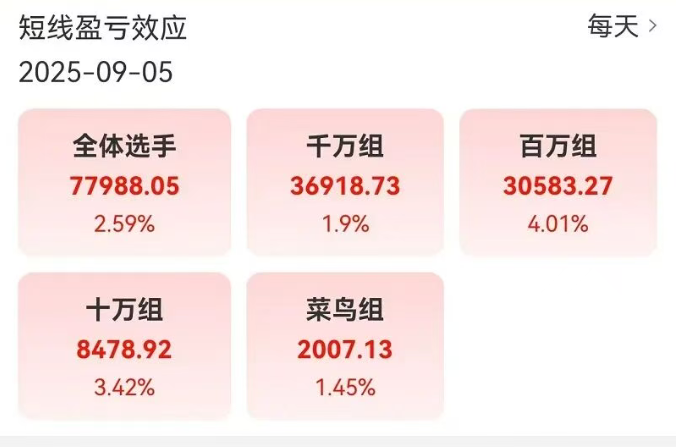 短线盈亏效应
每天 >
2025-09-05
全体选手
77988.05
2.59%
千万组
36918.73
1.9%
百万组
30583.27
4.01%
十万组
8478.92
3.42%
菜鸟组
2007.13
1.45%